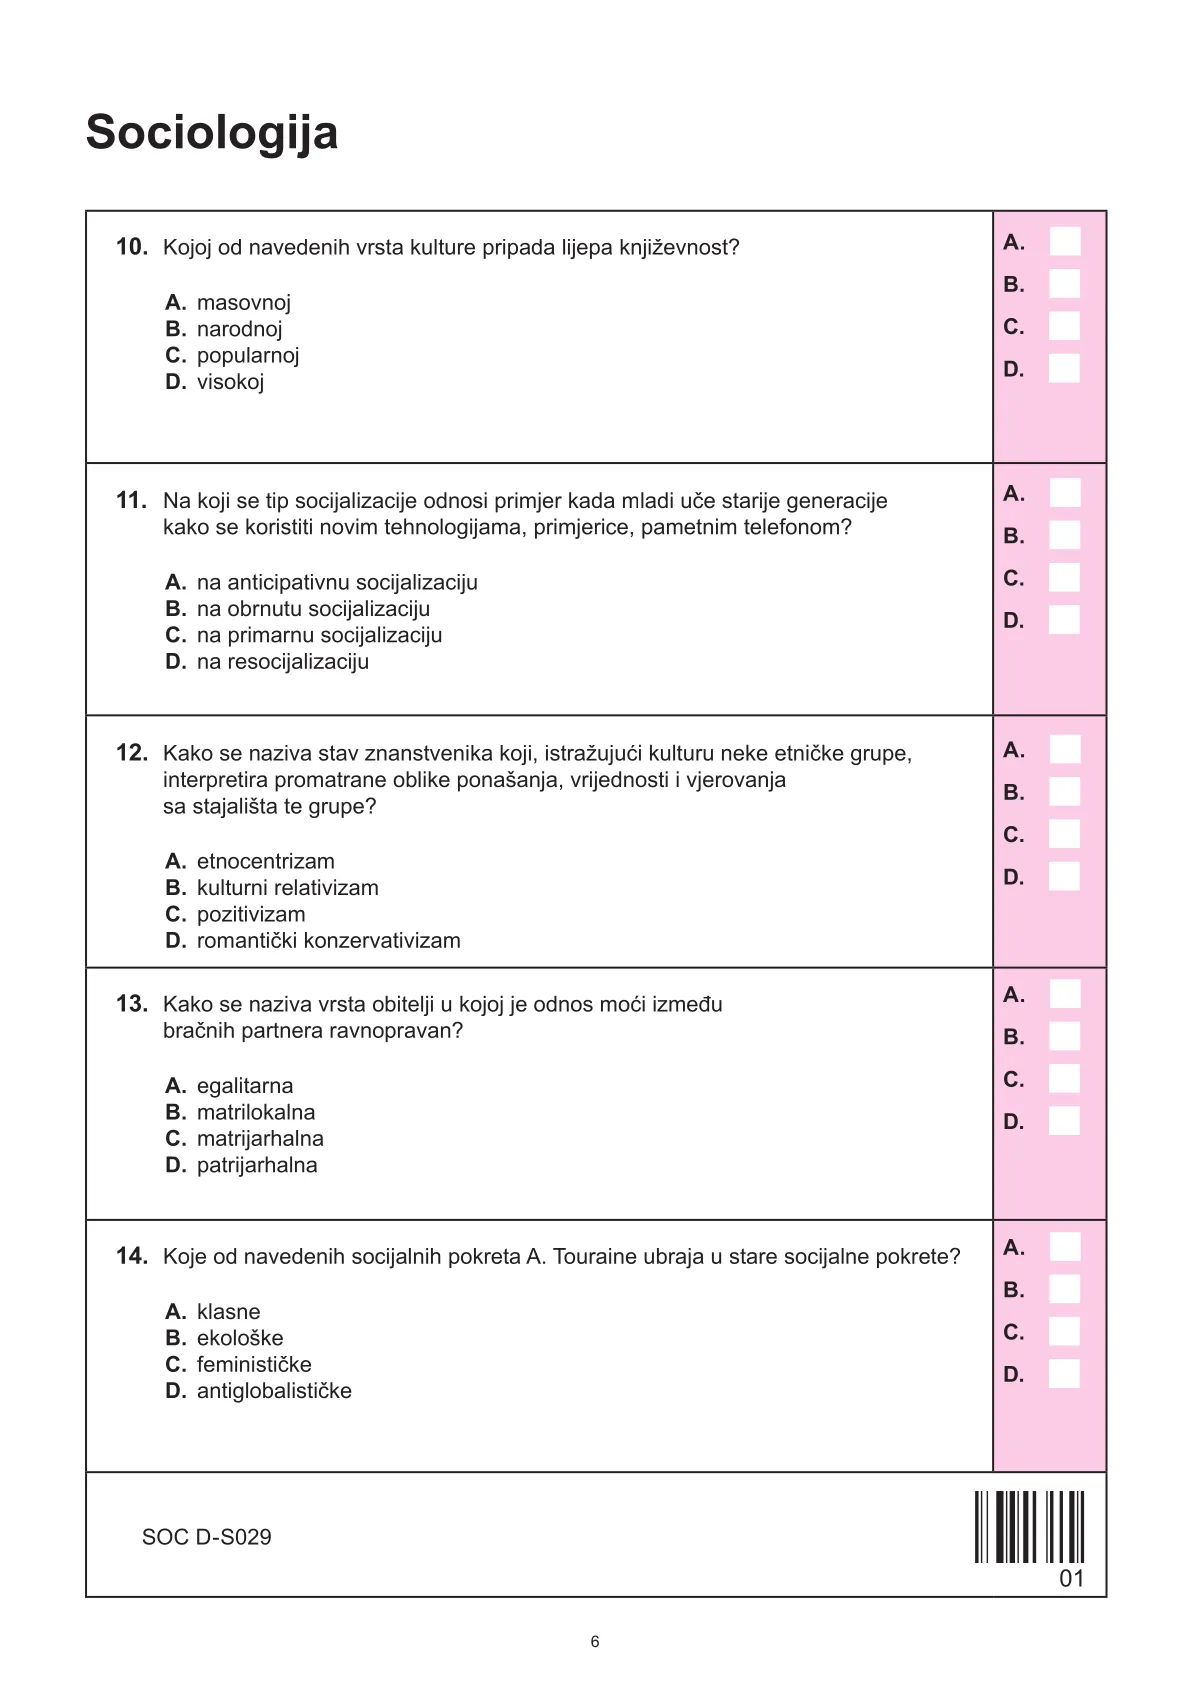 Sociologija
10. Kojoj od navedenih vrsta kulture pripada lijepa književnost?
A. masovnoj
B. narodnoj
C. popularnoj
D. visokoj
A.
B.
C.
D.
11. Na koji se tip socijalizacije odnosi primjer kada mladi uče starije generacije
kako se koristiti novim tehnologijama, primjerice, pametnim telefonom?
A. na anticipativnu socijalizaciju
B. na obrnutu socijalizaciju
C. na primarnu socijalizaciju
D. na resocijalizaciju
A.
B.
C.
D.
12. Kako se naziva stav znanstvenika koji, istražujući kulturu neke etničke grupe,
interpretira promatrane oblike ponašanja, vrijednosti i vjerovanja
sa stajališta te grupe?
A. etnocentrizam
B. kulturni relativizam
C. pozitivizam
D. romantički konzervativizam
A.
B.
C.
D.
13. Kako se naziva vrsta obitelji u kojoj je odnos moći između
bračnih partnera ravnopravan?
A. egalitarna
B. matrilokalna
C. matrijarhalna
D. patrijarhalna
A.
B.
C.
D.
14. Koje od navedenih socijalnih pokreta A. Touraine ubraja u stare socijalne pokrete?
A. klasne
B. ekološke
C. feminističke
D. antiglobalističke
A.
B.
C.
D.
SOC D-S029
01
6